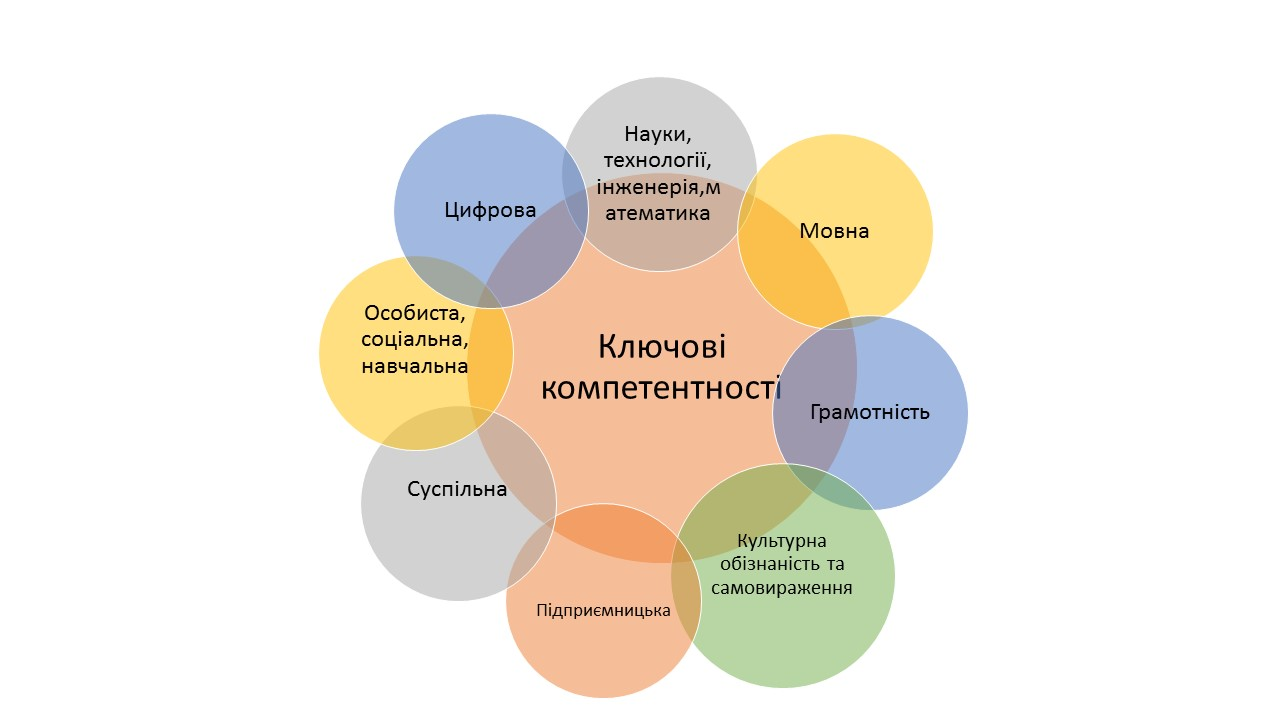 Науки,
технології,
інженерія,м
атематика
Цифрова
Мовна
Особиста,
соціальна,
навчальна
Ключові
компетентності
Грамотність
Суспільна
Культурна
обізнаність та
самовираження
Підприємницька